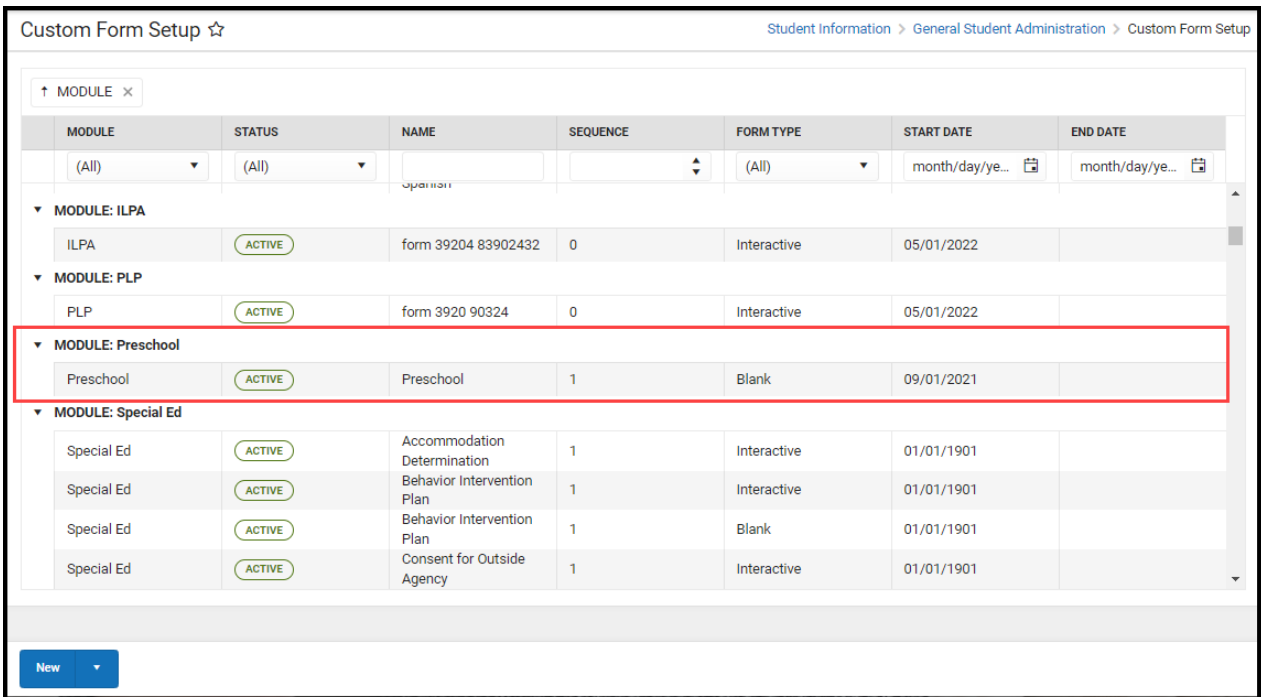 Custom Form Setup
Student Information > General Student Administration > Custom Form Setup
↑ MODULE ×
MODULE STATUS NAME SEQUENCE FORM TYPE START DATE END DATE
(All) (All) (All) month/day/ye... month/day/ye...
Spanish
MODULE: ILPA
ILPA ACTIVE form 39204 83902432 0 Interactive 05/01/2022
MODULE: PLP
PLP ACTIVE form 3920 90324 0 Interactive 05/01/2022
MODULE: Preschool
Preschool ACTIVE Preschool 1 Blank 09/01/2021
MODULE: Special Ed
Special Ed ACTIVE Accommodation Determination 1 Interactive 01/01/1901
Special Ed ACTIVE Behavior Intervention Plan 1 Interactive 01/01/1901
Special Ed ACTIVE Behavior Intervention Plan 1 Blank 01/01/1901
Special Ed ACTIVE Consent for Outside Agency 1 Interactive 01/01/1901
New